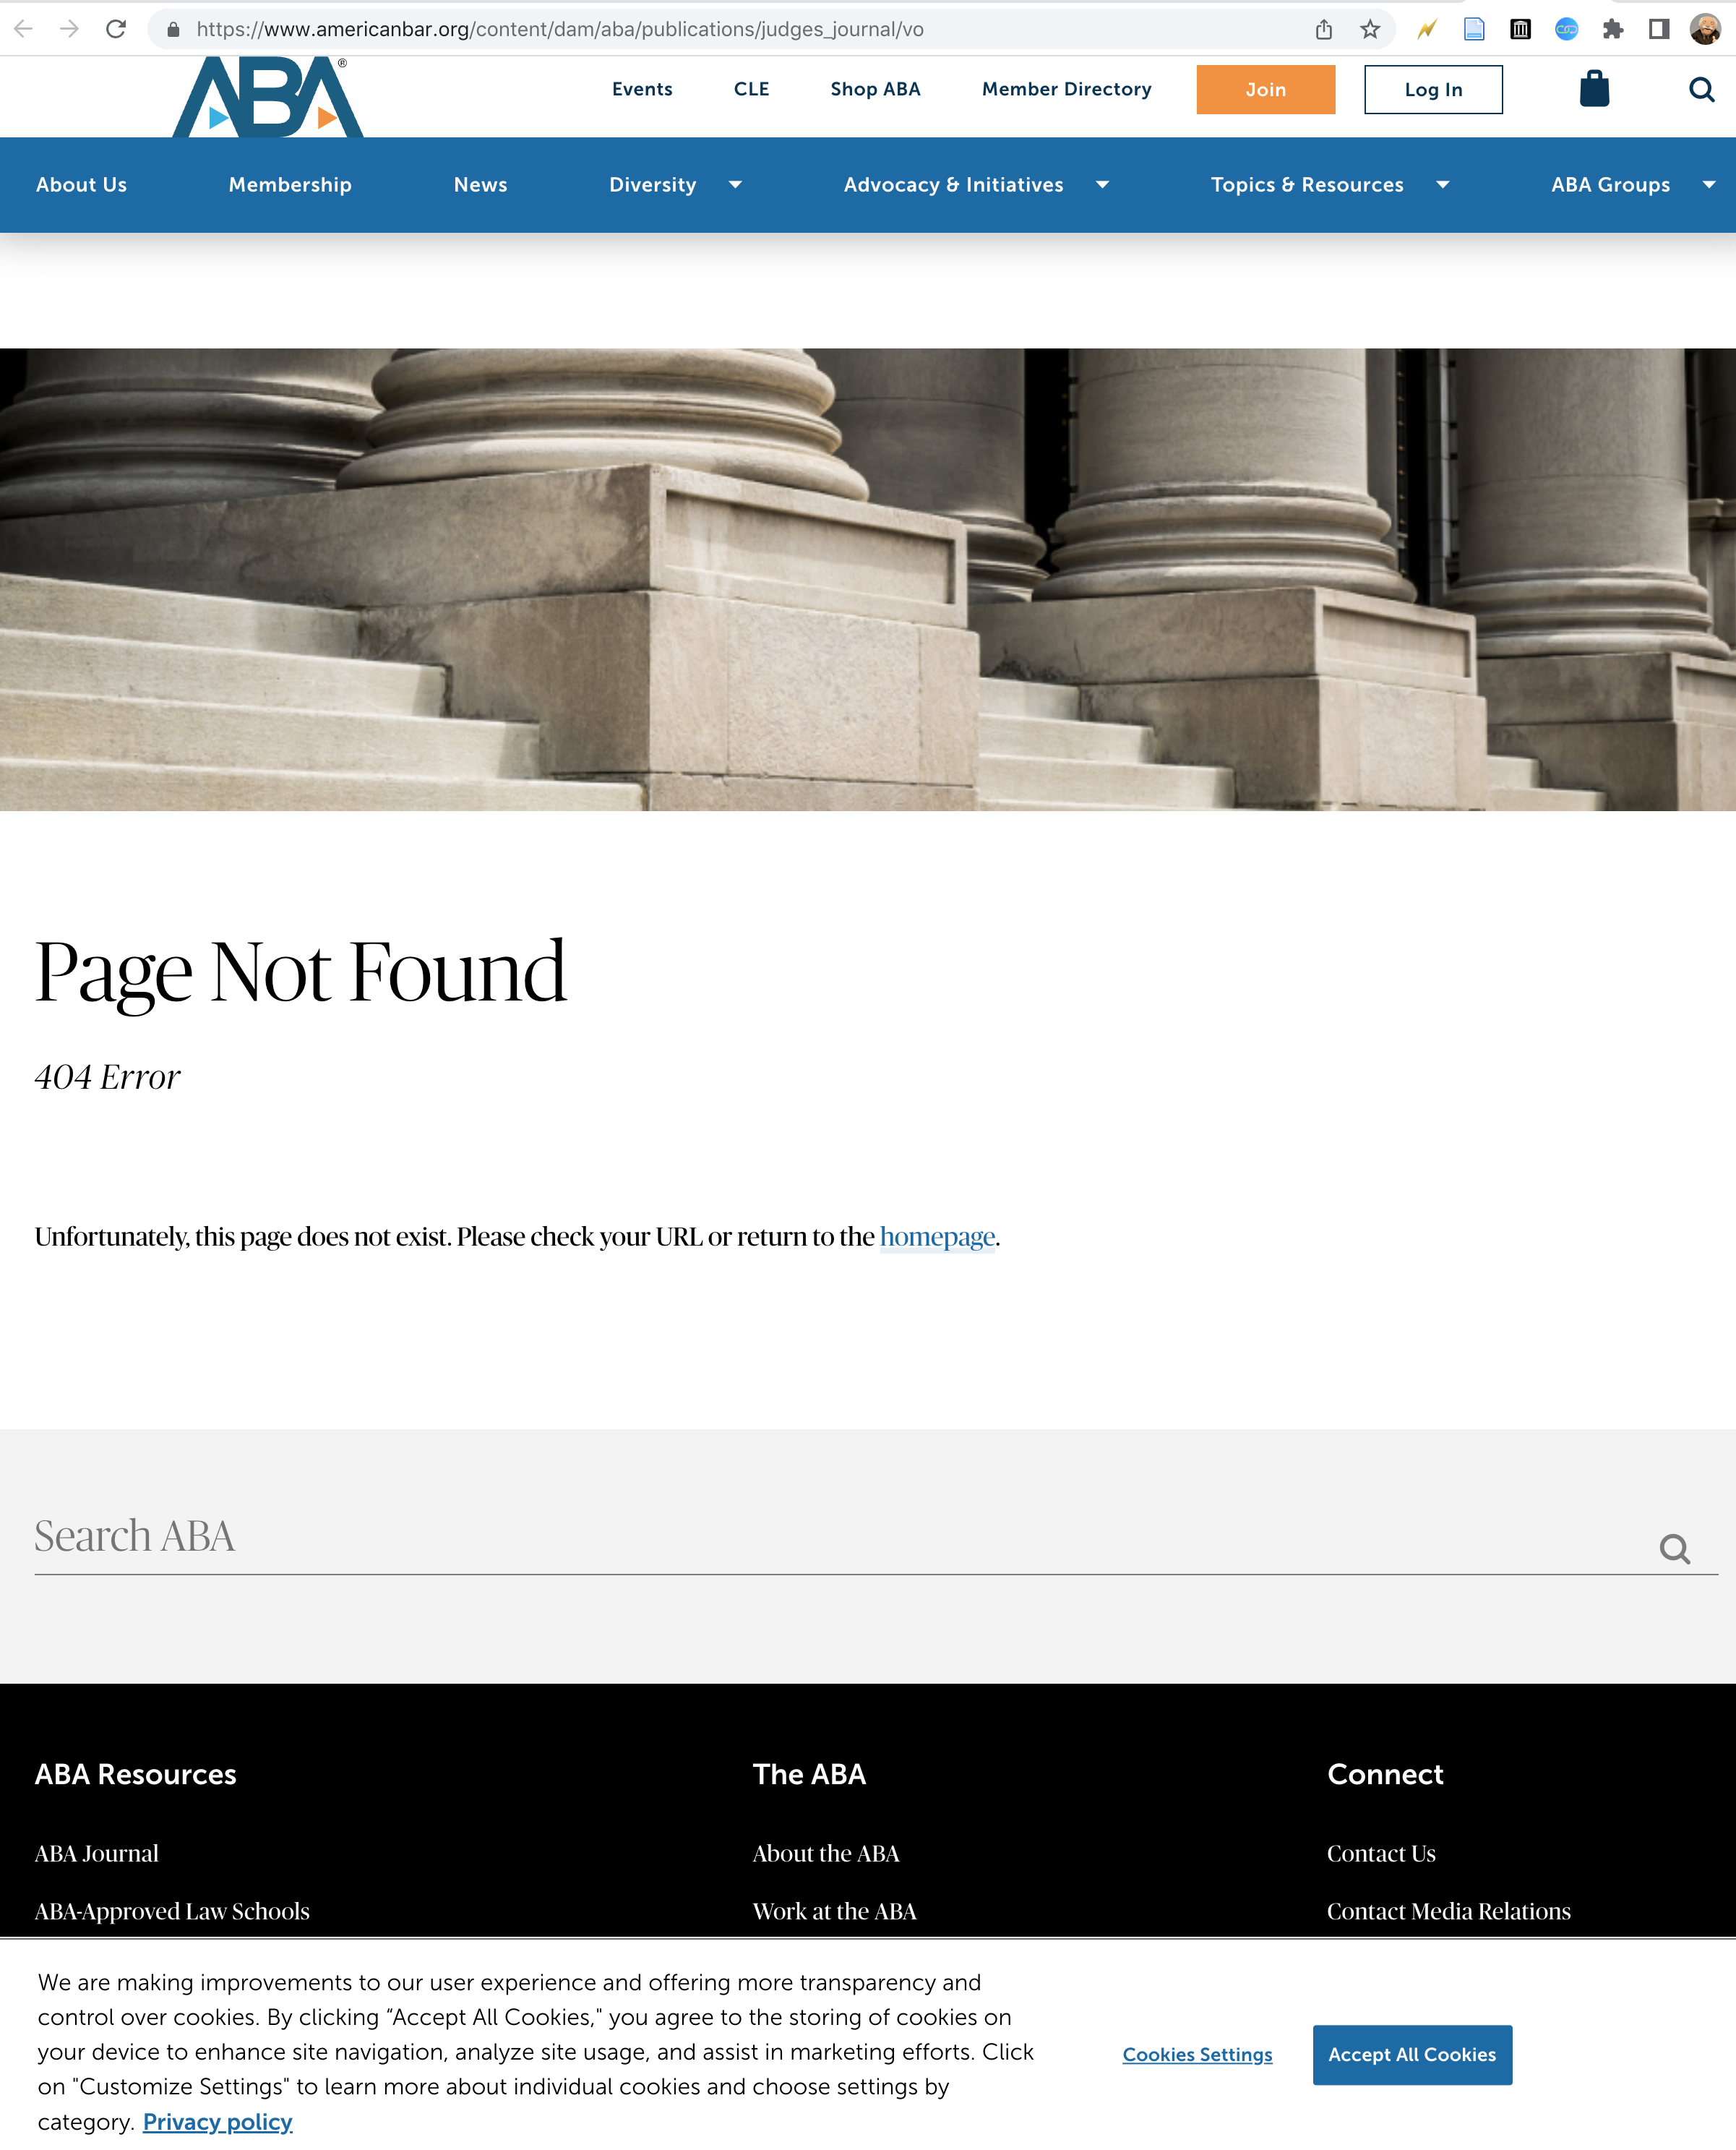 https://www.americanbar.org/content/dam/aba/publications/judges_journal/vo
ABA®
Events
CLE
Shop ABA
Member Directory
Join
Log In
About Us
Membership
News
Diversity
Advocacy & Initiatives
Topics & Resources
ABA Groups
Page Not Found
404 Error
Unfortunately, this page does not exist. Please check your URL or return to the homepage.
Search ABA
ABA Resources
ABA Journal
ABA-Approved Law Schools
The ABA
About the ABA
Work at the ABA
Connect
Contact Us
Contact Media Relations
We are making improvements to our user experience and offering more transparency and
control over cookies. By clicking “Accept All Cookies," you agree to the storing of cookies on
your device to enhance site navigation, analyze site usage, and assist in marketing efforts. Click
on "Customize Settings" to learn more about individual cookies and choose settings by
category. Privacy policy
Cookies Settings
Accept All Cookies